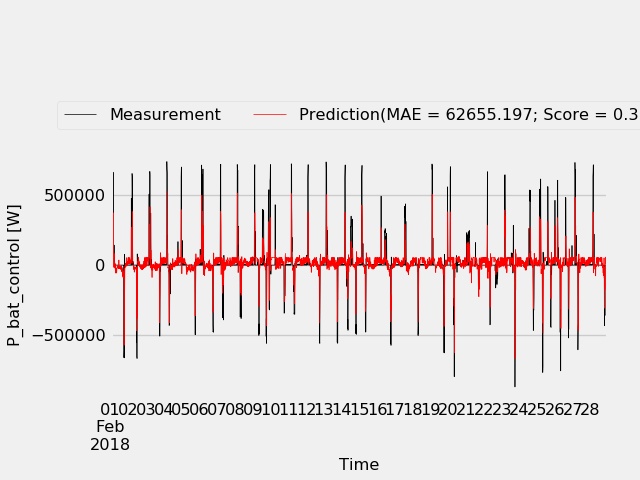 Measurement
Prediction(MAE = 62655.197; Score = 0.3
500000
0
−500000
P_bat_control [W]
01020304050607080910111213141516171819202122232425262728
Feb
2018
Time